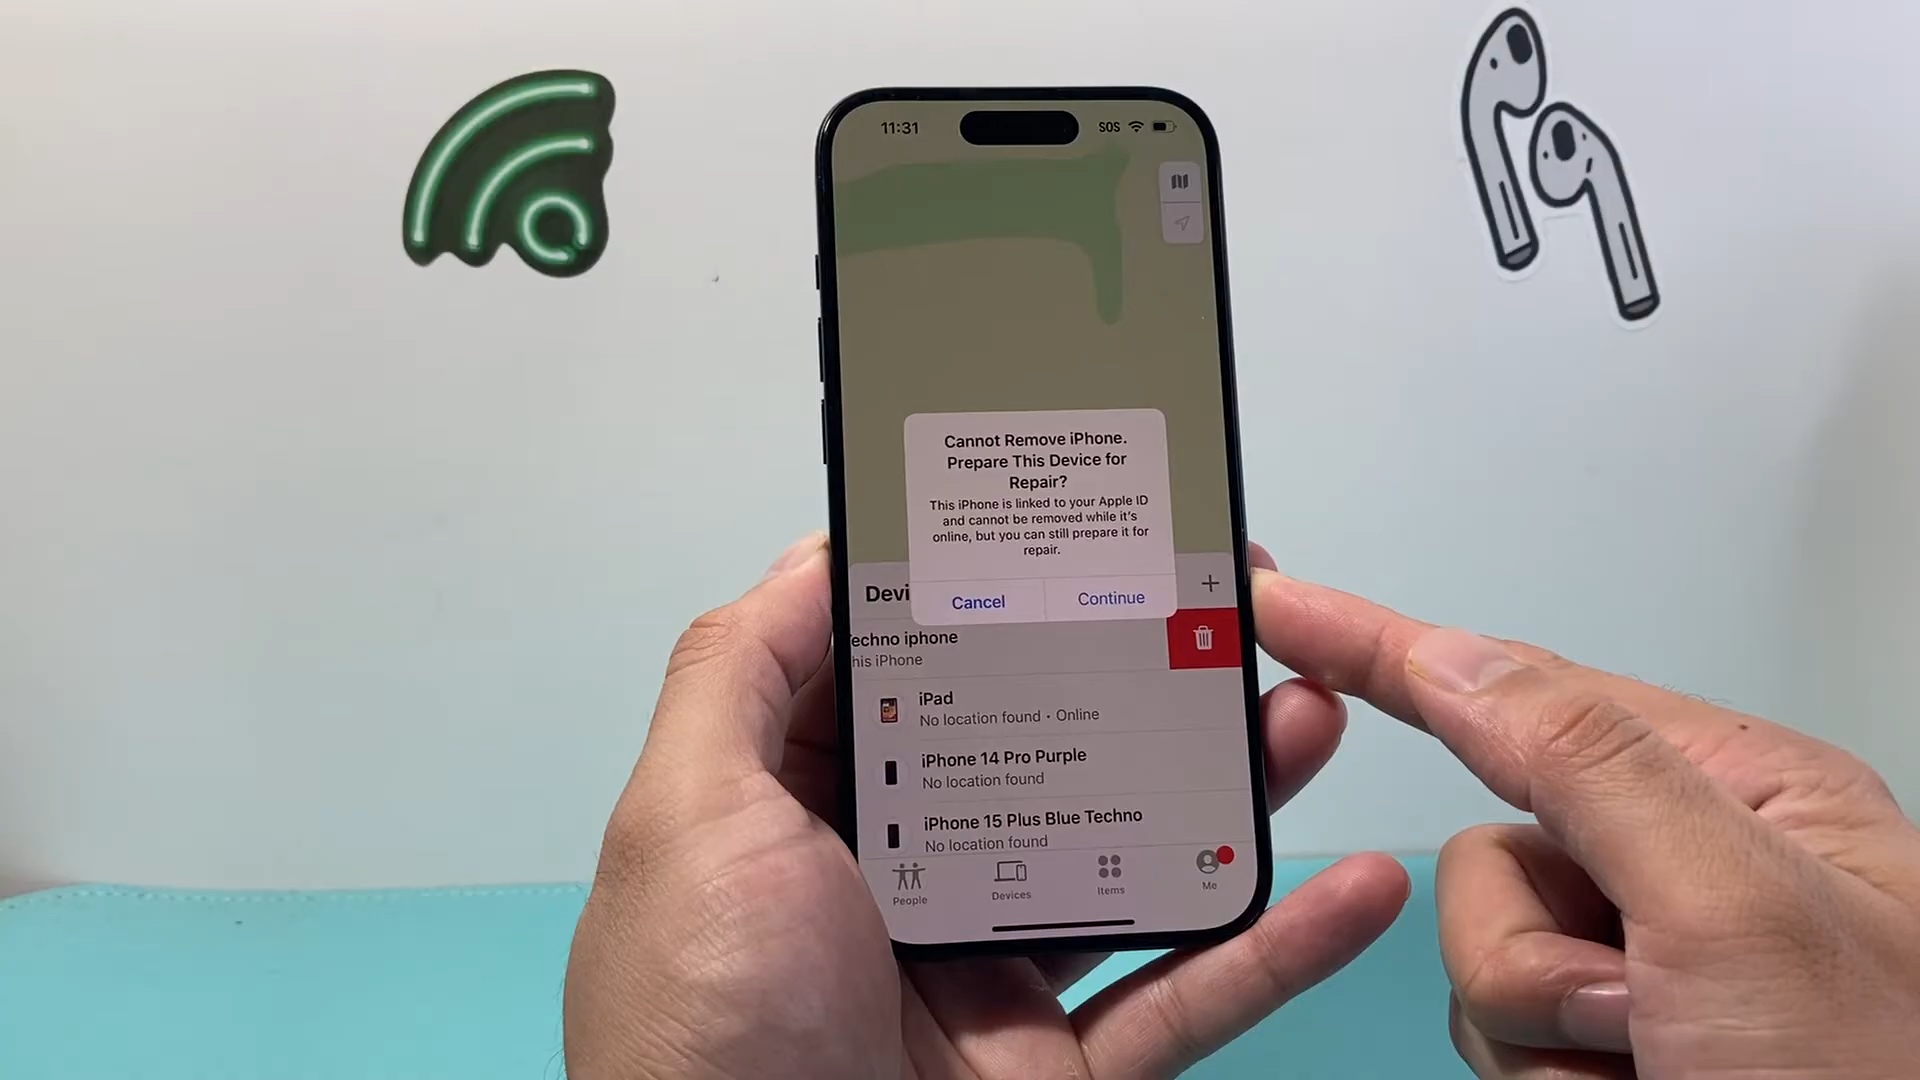 11:31
SOS
Cannot Remove iPhone.
Prepare This Device for
Repair?
This iPhone is linked to your Apple ID
and cannot be removed while it's
online, but you can still prepare it for
repair.
Cancel
Continue
Devi
echno iphone
his iPhone
iPad
No location found • Online
iPhone 14 Pro Purple
No location found
iPhone 15 Plus Blue Techno
No location found
People
Devices
Items
Me